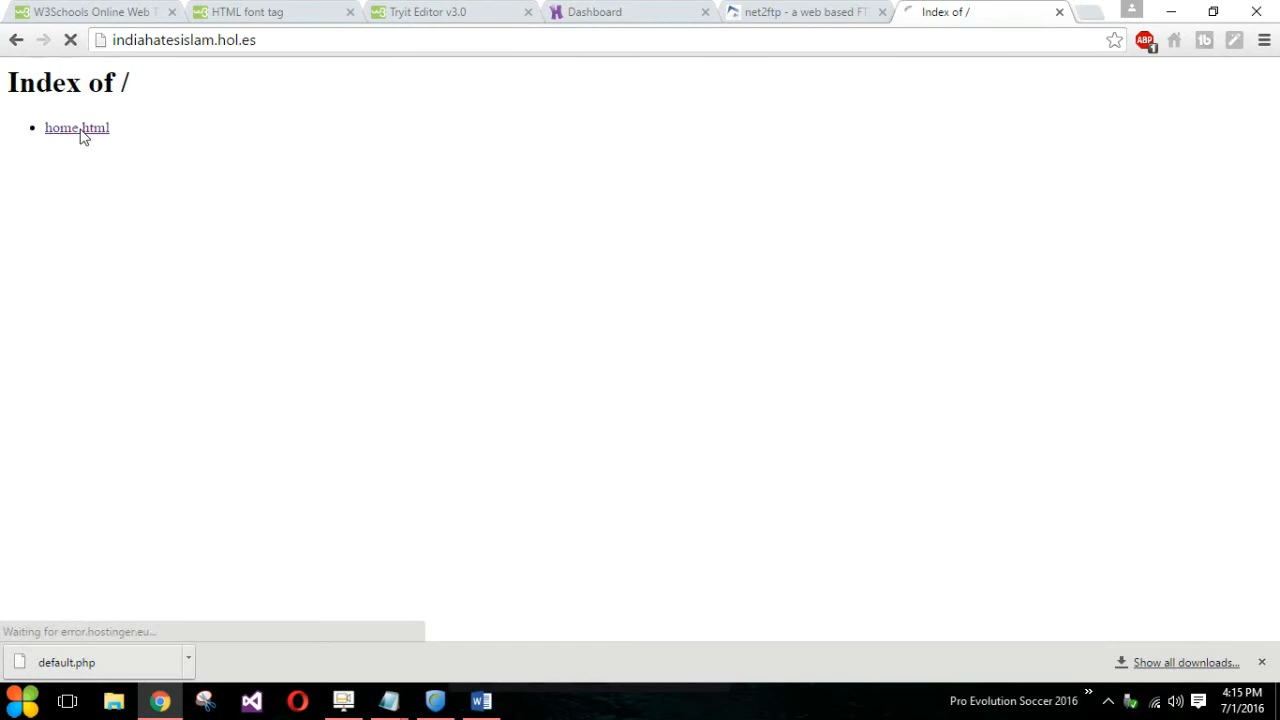 W3Schools Online Web T
HTML font tag
Tryit Editor v3.0
Dashboard
net2ftp - a web based FT
Index of /
indiahatesislam.hol.es
ABP
1
Index of /
home.html
Waiting for error.hostinger.eu...
default.php
Show all downloads...
Pro Evolution Soccer 2016
4:15 PM
7/1/2016